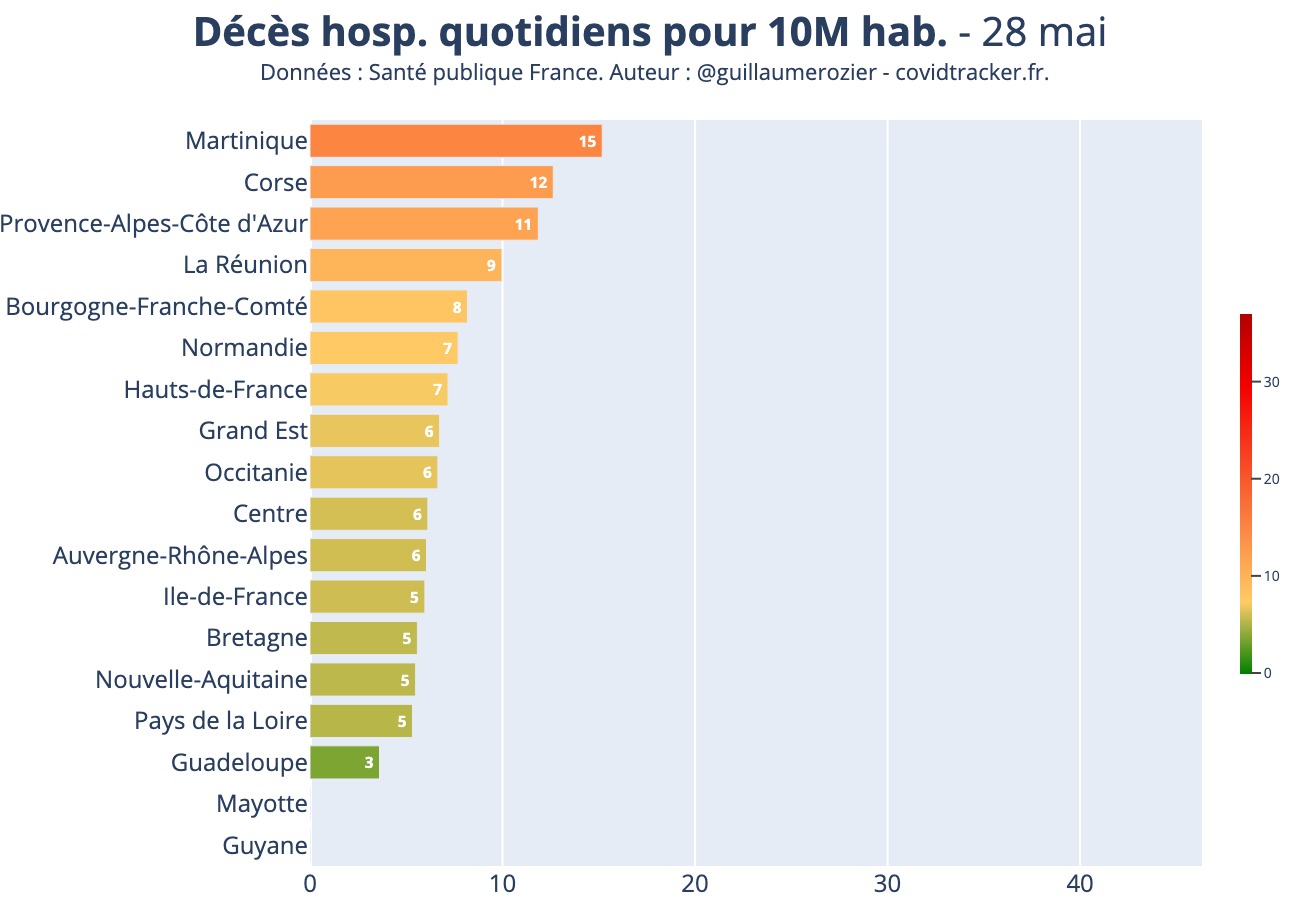 Décès hosp. quotidiens pour 10M hab. - 28 mai
Données : Santé publique France. Auteur : @guillaumerozier - covidtracker.fr.
Martinique 15
Corse 12
Provence-Alpes-Côte d'Azur 11
La Réunion 9
Bourgogne-Franche-Comté 8
Normandie 7
Hauts-de-France 7
Grand Est 6
Occitanie 6
Centre 6
Auvergne-Rhône-Alpes 6
Ile-de-France 5
Bretagne 5
Nouvelle-Aquitaine 5
Pays de la Loire 5
Guadeloupe 3
Mayotte
Guyane
0 10 20 30 40
30
20
10
0